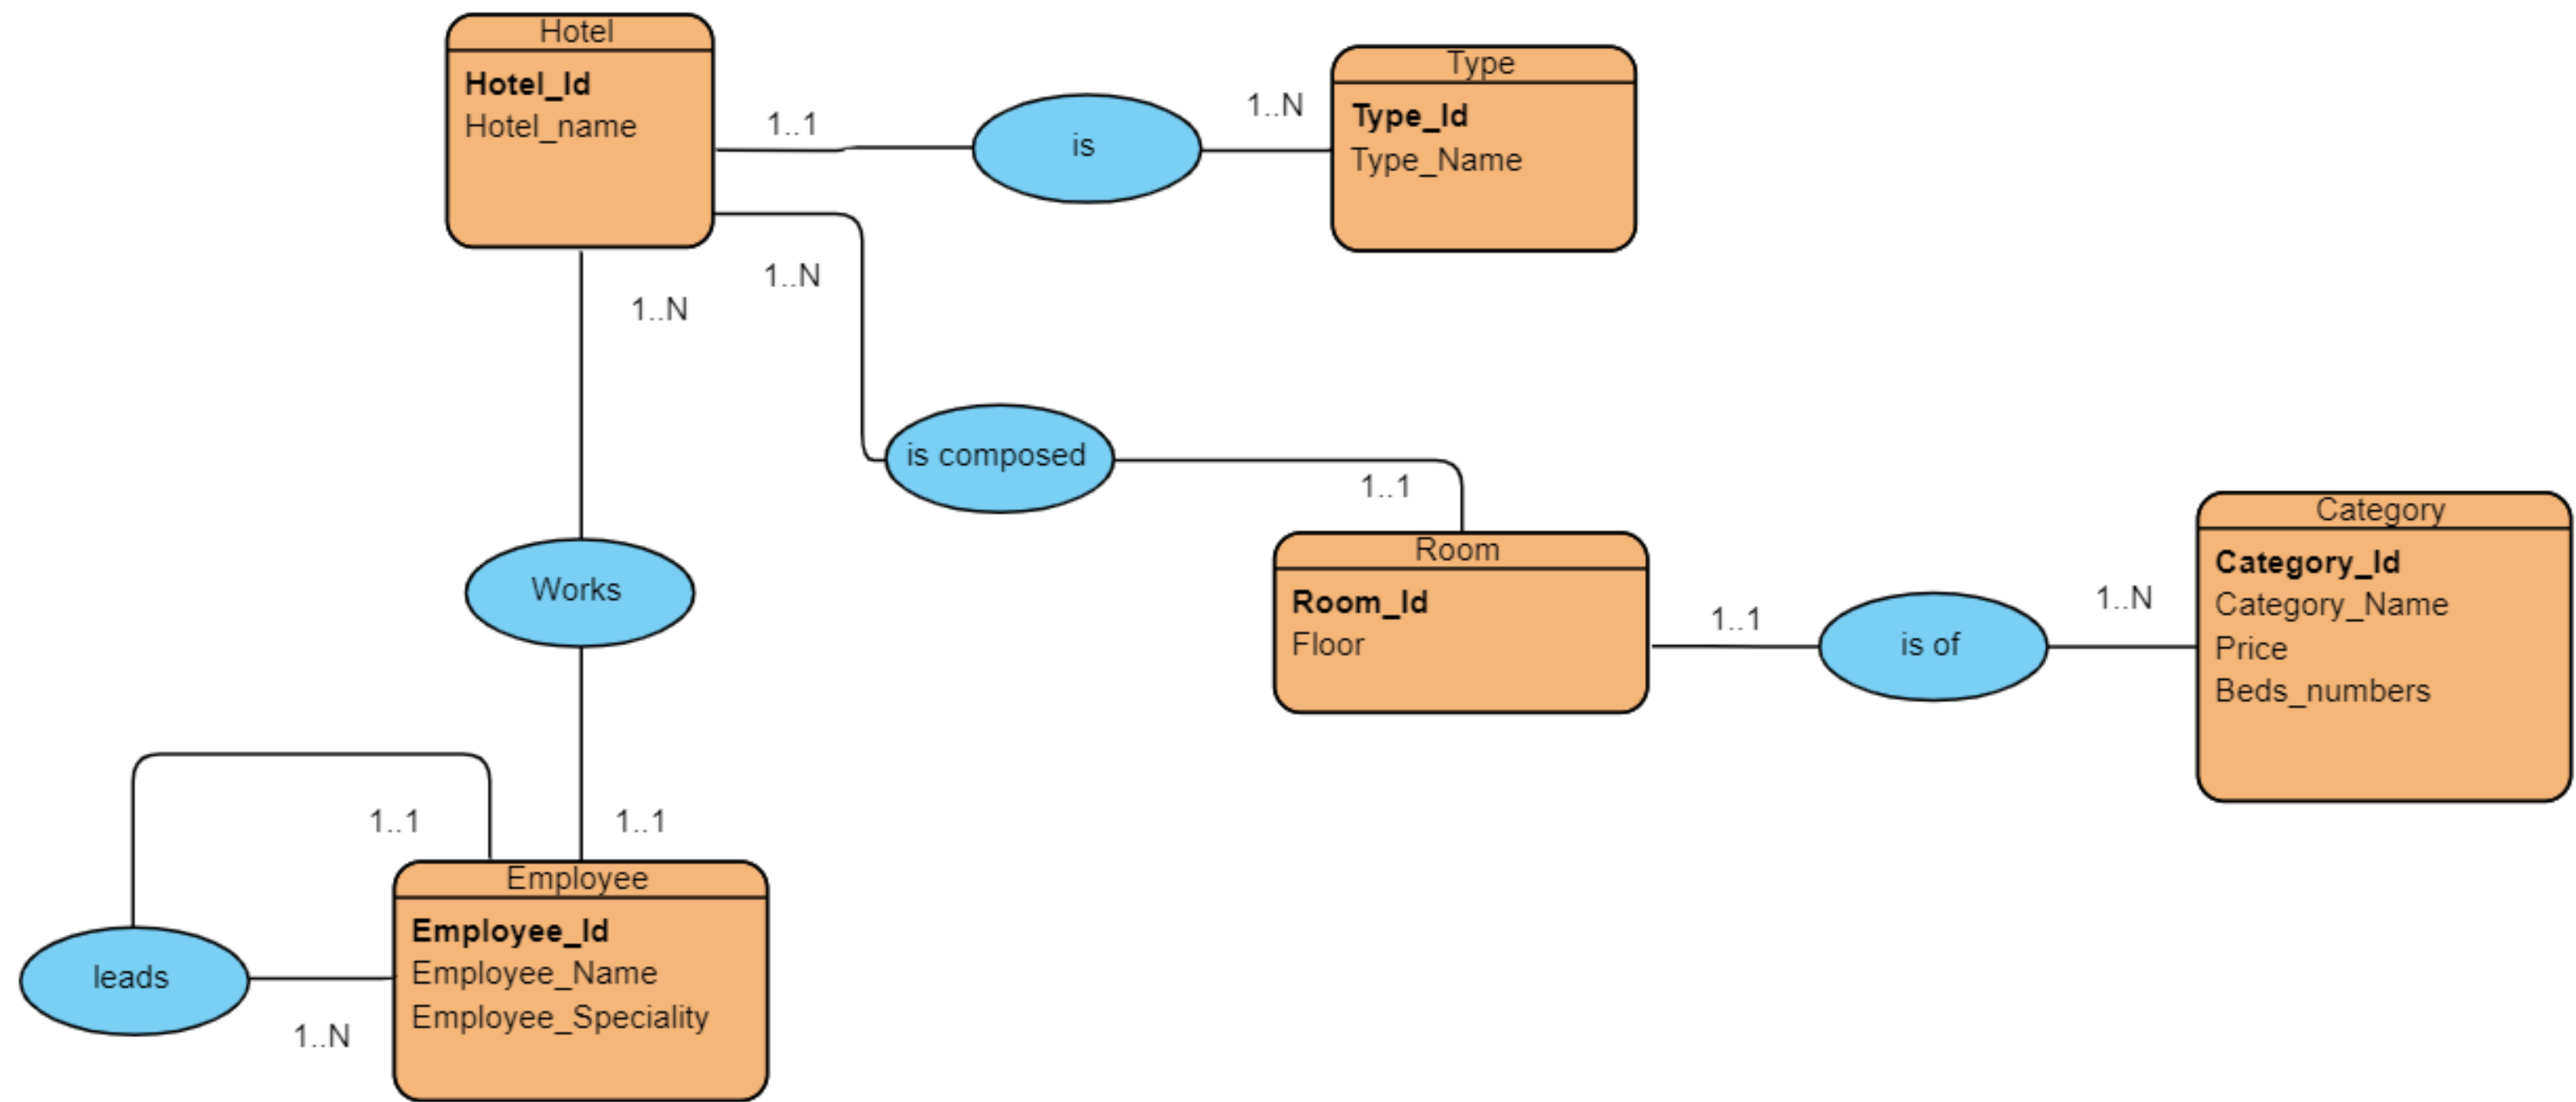 Hotel
Hotel_Id
Hotel_name
1..1
is
1..N
Type
Type_Id
Type_Name
1..N
1..N
is composed
1..1
Room
Room_Id
Floor
1..1
is of
1..N
Category
Category_Id
Category_Name
Price
Beds_numbers
Works
1..1
1..1
Employee
Employee_Id
Employee_Name
Employee_Speciality
leads
1..N